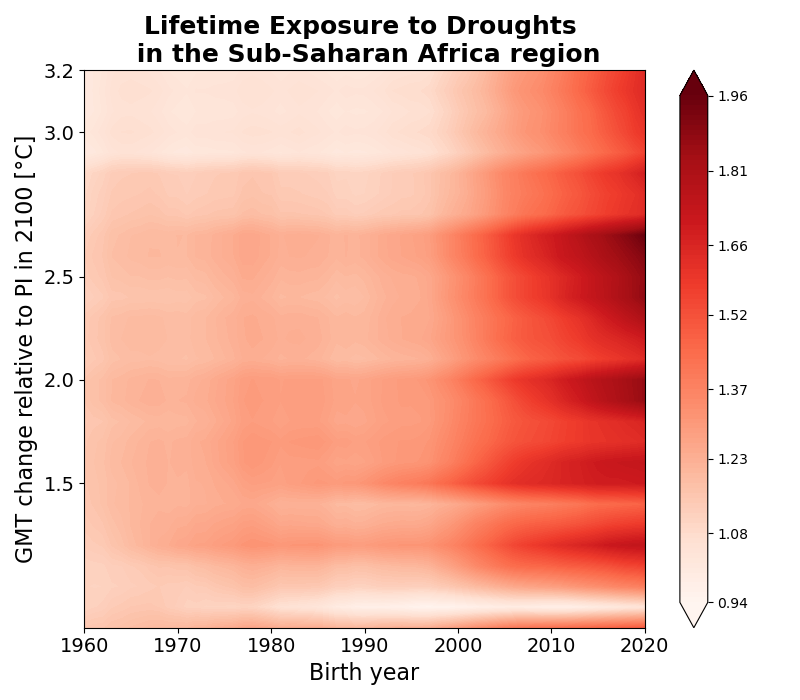 Lifetime Exposure to Droughts
in the Sub-Saharan Africa region
GMT change relative to PI in 2100 [°C]
3.2
3.0
2.5
2.0
1.5
1960 1970 1980 1990 2000 2010 2020
Birth year
1.96
1.81
1.66
1.52
1.37
1.23
1.08
0.94